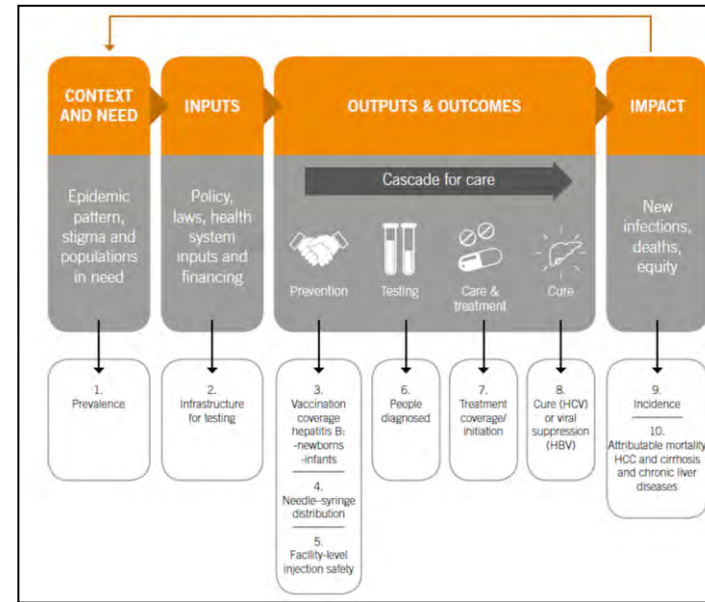 CONTEXT
AND NEED
INPUTS
OUTPUTS & OUTCOMES
IMPACT
Epidemic
pattern,
stigma and
populations
in need
Policy,
laws, health
system
inputs and
financing
Cascade for care
Prevention
Testing
Care &
treatment
Cure
New
infections,
deaths,
equity
1.
Prevalence
2.
Infrastructure
for testing
3.
Vaccination
coverage
hepatitis B:
-newborns
-infants
4.
Needle–syringe
distribution
5.
Facility-level
injection safety
6.
People
diagnosed
7.
Treatment
coverage/
initiation
8.
Cure (HCV)
or viral
suppression
(HBV)
9.
Incidence
10.
Attributable mortality
HCC and cirrhosis
and chronic liver
diseases